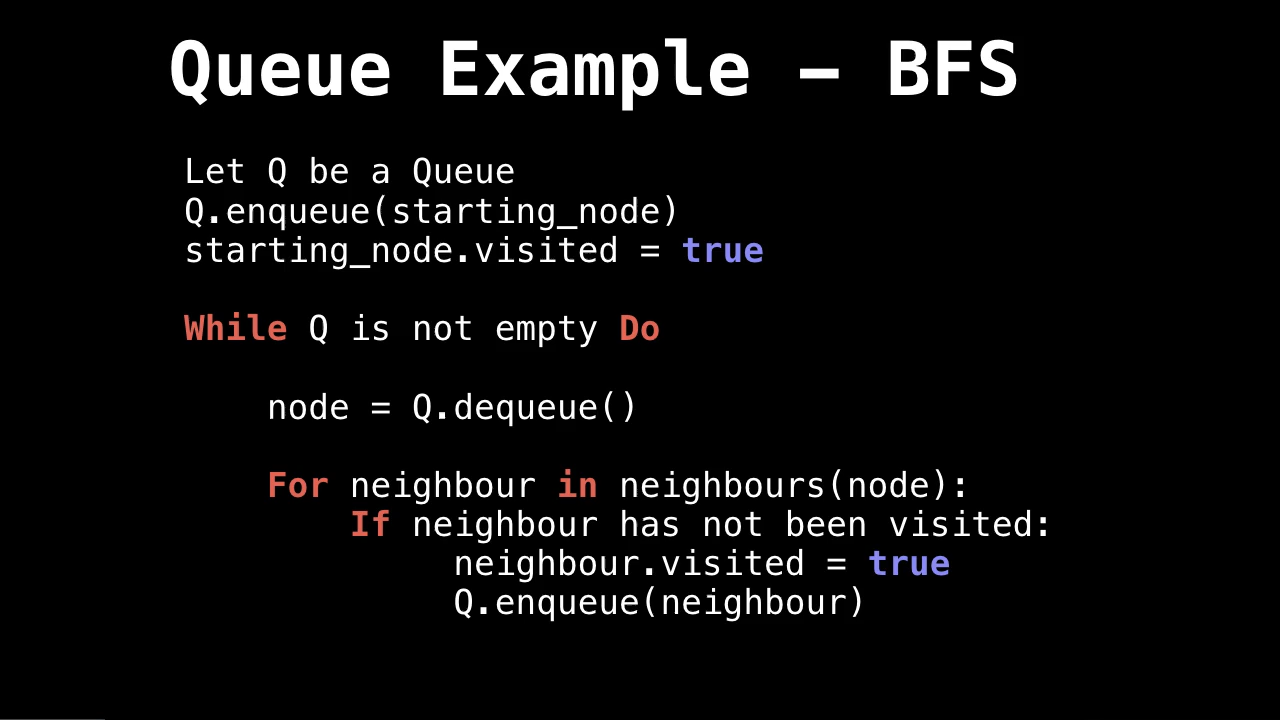 Queue Example – BFS
Let Q be a Queue
Q.enqueue(starting_node)
starting_node.visited = true
While Q is not empty Do
node = Q.dequeue()
For neighbour in neighbours(node):
If neighbour has not been visited:
neighbour.visited = true
Q.enqueue(neighbour)